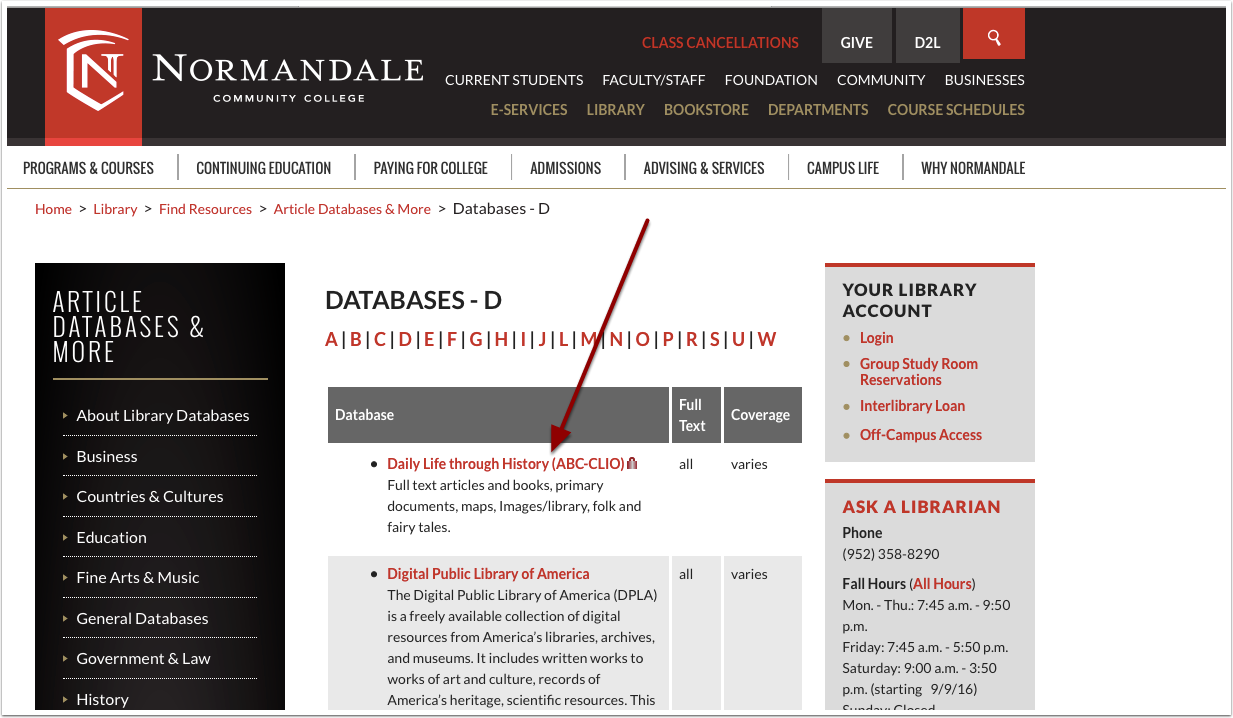 NORMANDALE
COMMUNITY COLLEGE
CLASS CANCELLATIONS GIVE D2L
CURRENT STUDENTS FACULTY/STAFF FOUNDATION COMMUNITY BUSINESSES
E-SERVICES LIBRARY BOOKSTORE DEPARTMENTS COURSE SCHEDULES
PROGRAMS & COURSES CONTINUING EDUCATION PAYING FOR COLLEGE ADMISSIONS ADVISING & SERVICES CAMPUS LIFE WHY NORMANDALE
Home > Library > Find Resources > Article Databases & More > Databases - D
ARTICLE
DATABASES &
MORE
About Library Databases
Business
Countries & Cultures
Education
Fine Arts & Music
General Databases
Government & Law
History
DATABASES - D
A | B | C | D | E | F | G | H | I | J | L | M | N | O | P | R | S | U | W
Database Full Text Coverage
• Daily Life through History (ABC-CLIO) all varies
Full text articles and books, primary
documents, maps, Images/library, folk and
fairy tales.
• Digital Public Library of America all varies
The Digital Public Library of America (DPLA)
is a freely available collection of digital
resources from America's libraries, archives,
and museums. It includes written works to
works of art and culture, records of
America's heritage, scientific resources. This
YOUR LIBRARY
ACCOUNT
Login
Group Study Room
Reservations
Interlibrary Loan
Off-Campus Access
ASK A LIBRARIAN
Phone
(952) 358-8290
Fall Hours (All Hours)
Mon. - Thu.: 7:45 a.m. - 9:50
p.m.
Friday: 7:45 a.m. - 5:50 p.m.
Saturday: 9:00 a.m. - 3:50
p.m. (starting 9/9/16)
Sunday: Closed